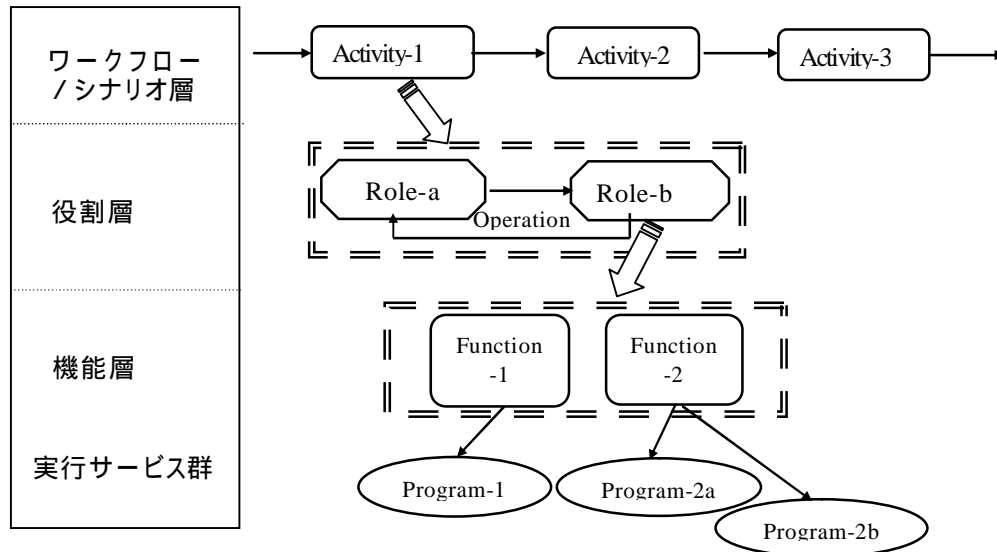 ワークフロー
/シナリオ層
Activity-1
Activity-2
Activity-3
役割層
Role-a
Role-b
Operation
機能層
Function
-1
Function
-2
実行サービス群
Program-1
Program-2a
Program-2b